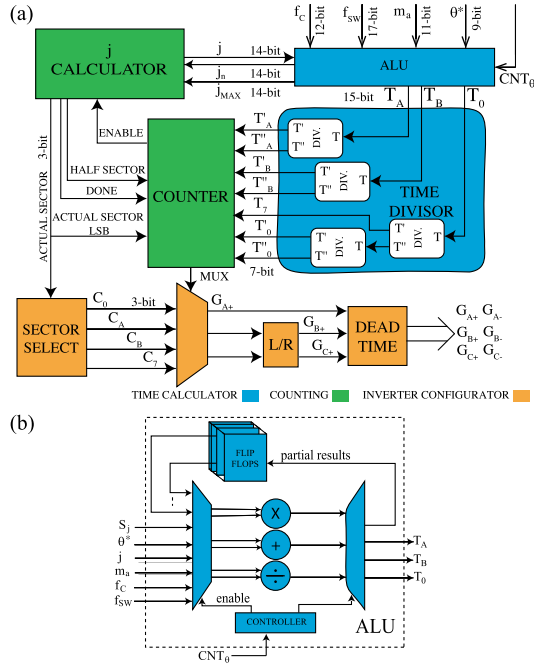 (a)
f_C
f_SW
m_a
θ*
12-bit
17-bit
11-bit
9-bit
j
CALCULATOR
j
14-bit
j_n
14-bit
j_MAX
14-bit
ALU
CNT_θ
15-bit
T_A
T_B
T_0
3-bit
ENABLE
HALF SECTOR
DONE
ACTUAL SECTOR
ACTUAL SECTOR
LSB
COUNTER
T'_A
T''_A
T'_B
T''_B
T_7
T'_0
T''_0
7-bit
T'
T''
DIV.
T
T'
T''
DIV.
T
TIME
DIVISOR
T'
T''
DIV.
T
T'
T''
DIV.
MUX
SECTOR
SELECT
C_0
3-bit
C_A
C_B
C_7
G_A+
L/R
G_B+
G_C+
DEAD
TIME
G_A+ G_A-
G_B+ G_B-
G_C+ G_C-
TIME CALCULATOR
COUNTING
INVERTER CONFIGURATOR
(b)
FLIP
FLOPS
partial results
S_j
θ*
j
m_a
f_C
f_SW
X
+
÷
T_A
T_B
T_0
enable
CONTROLLER
ALU
CNT_θ